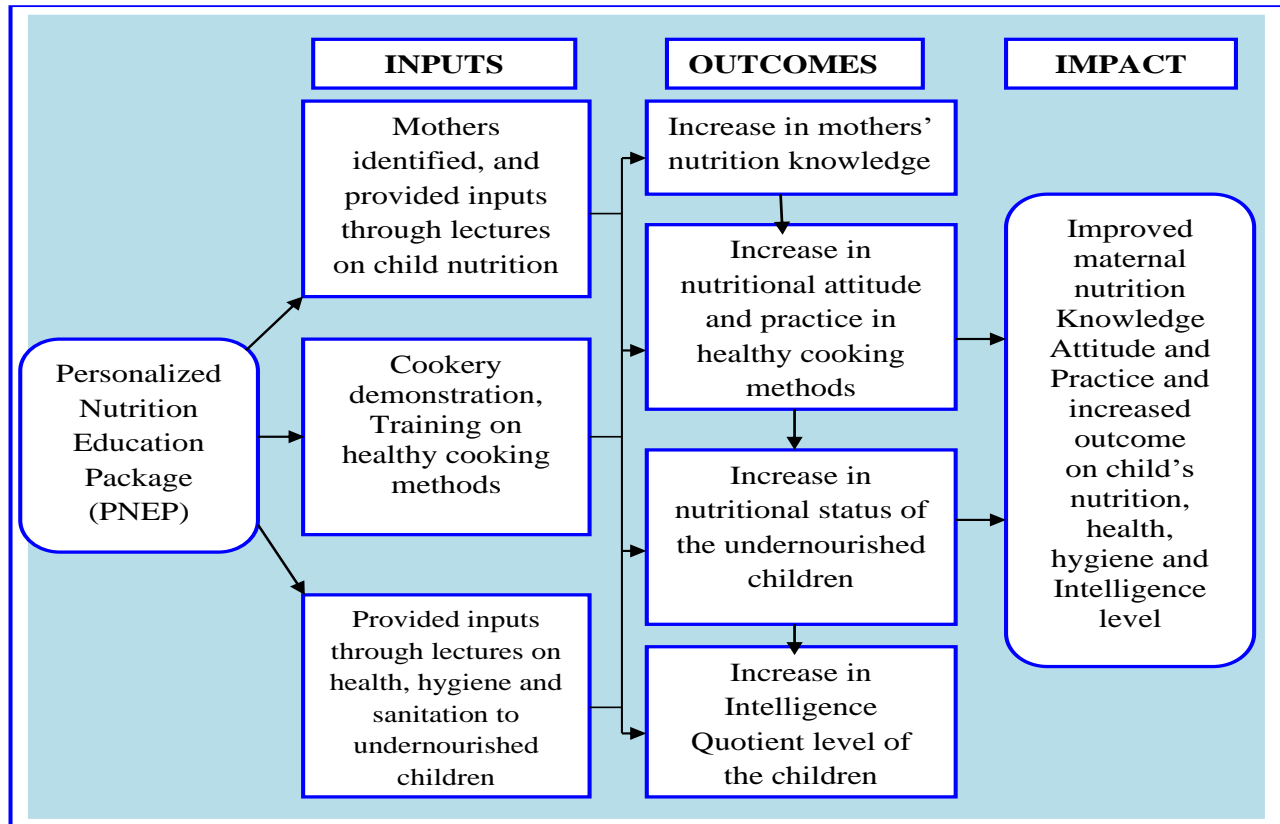 INPUTS
OUTCOMES
IMPACT
Personalized
Nutrition
Education
Package
(PNEP)
Mothers
identified, and
provided inputs
through lectures
on child nutrition
Cookery
demonstration,
Training on
healthy cooking
methods
Provided inputs
through lectures on
health, hygiene and
sanitation to
undernourished
children
Increase in mothers’
nutrition knowledge
Increase in
nutritional attitude
and practice in
healthy cooking
methods
Increase in
nutritional status of
the undernourished
children
Increase in
Intelligence
Quotient level of
the children
Improved
maternal
nutrition
Knowledge
Attitude and
Practice and
increased
outcome
on child’s
nutrition,
health,
hygiene and
Intelligence
level